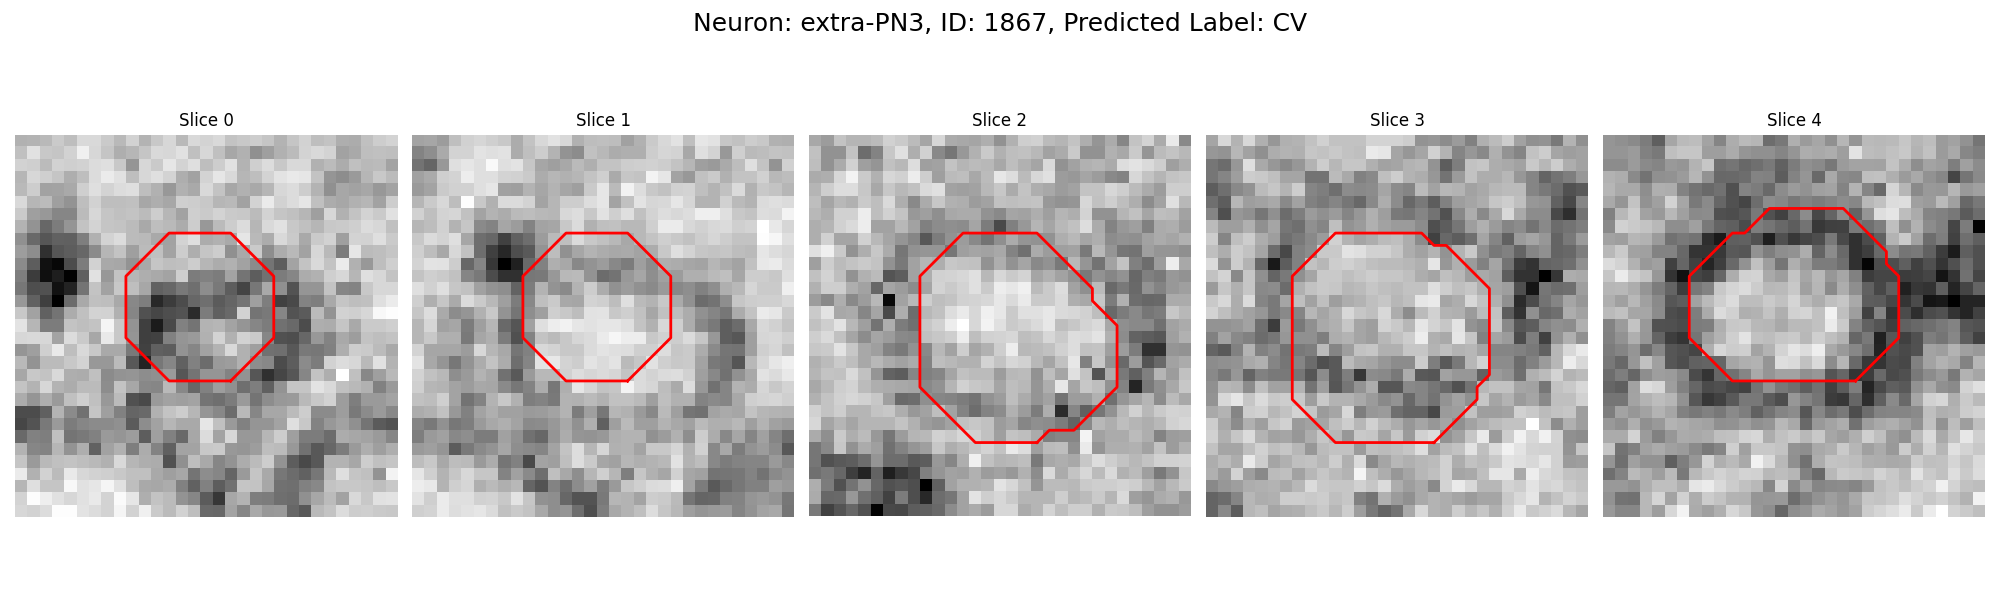 Neuron: extra-PN3, ID: 1867, Predicted Label: CV
Slice 0
Slice 1
Slice 2
Slice 3
Slice 4